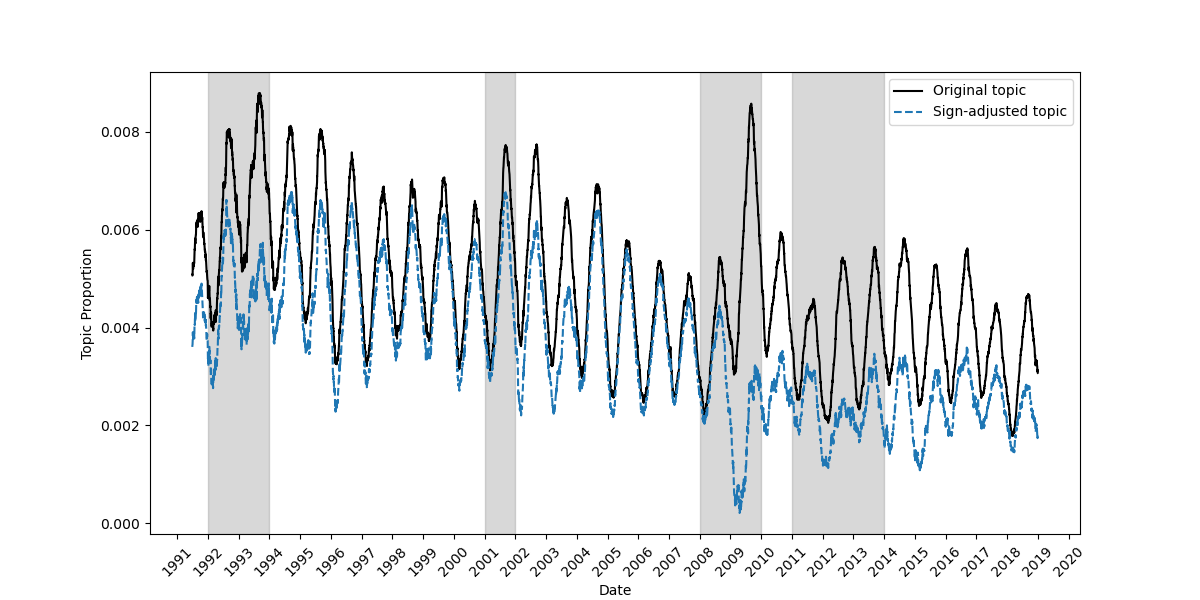 Original topic
Sign-adjusted topic
Topic Proportion
0.008
0.006
0.004
0.002
0.000
1991 1992 1993 1994 1995 1996 1997 1998 1999 2000 2001 2002 2003 2004 2005 2006 2007 2008 2009 2010 2011 2012 2013 2014 2015 2016 2017 2018 2019 2020
Date